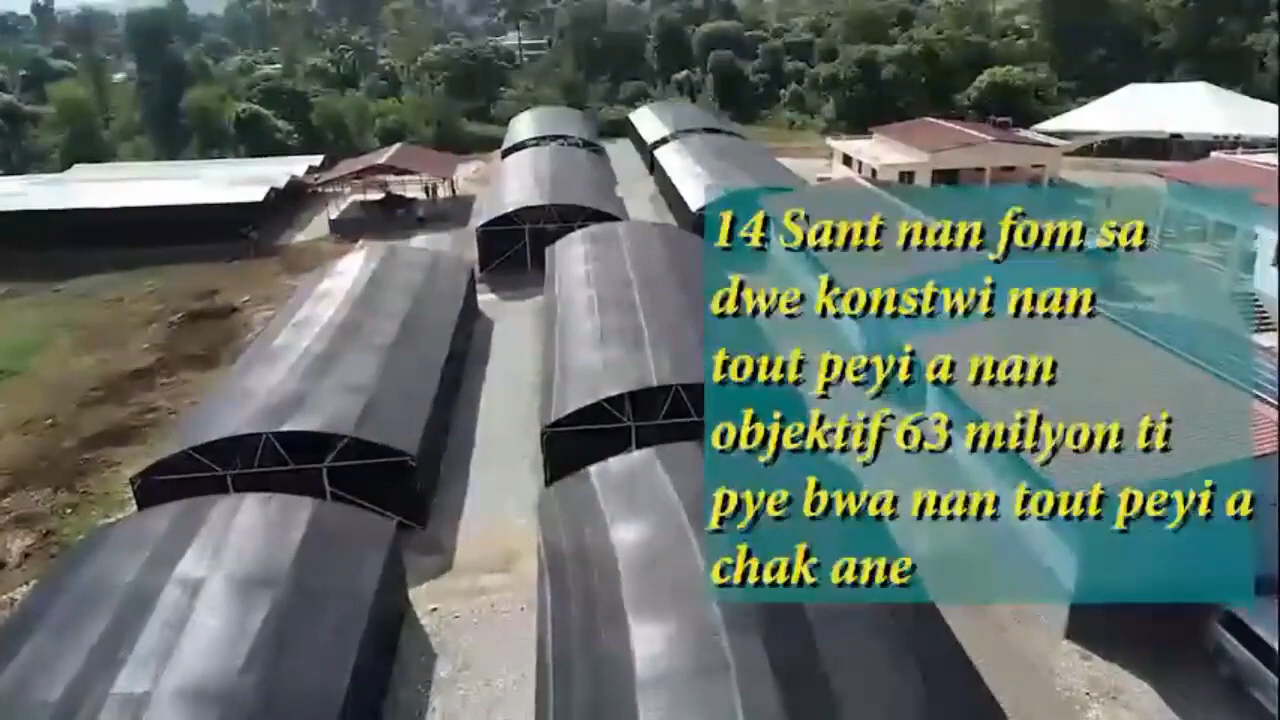 14 Sant nan fom sa
dwe konstwi nan
tout peyi a nan
objektif 63 milyon ti
pye bwa nan tout peyi a
chak ane